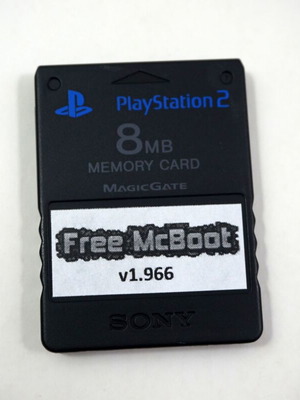 PlayStation 2
8MB
MEMORY CARD
MAGICGATE
Free McBoot
v1.966
SONY